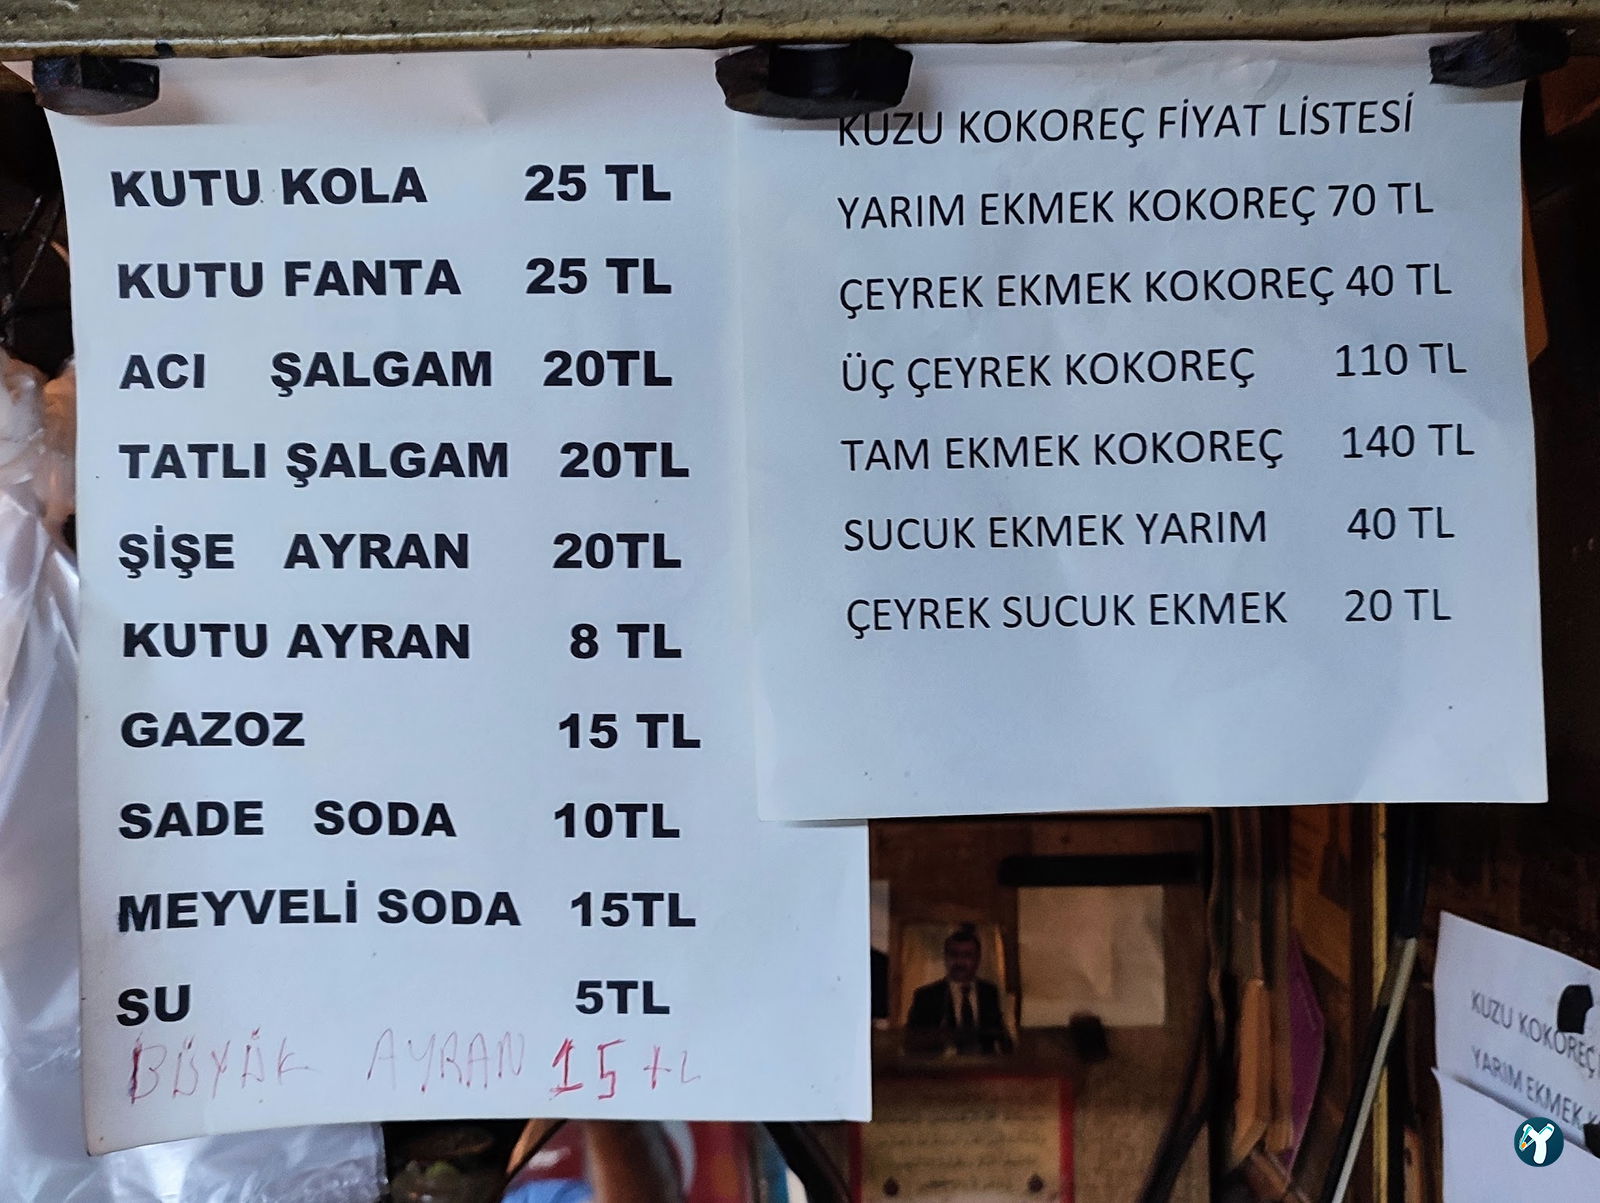 KUTU KOLA 25 TL
KUTU FANTA 25 TL
ACI ŞALGAM 20TL
TATLI ŞALGAM 20TL
ŞİŞE AYRAN 20TL
KUTU AYRAN 8 TL
GAZOZ 15 TL
SADE SODA 10TL
MEYVELİ SODA 15TL
SU 5TL
BÜYÜK AYRAN 15 TL
KUZU KOKOREÇ FİYAT LİSTESİ
YARIM EKMEK KOKOREÇ 70 TL
ÇEYREK EKMEK KOKOREÇ 40 TL
ÜÇ ÇEYREK KOKOREÇ 110 TL
TAM EKMEK KOKOREÇ 140 TL
SUCUK EKMEK YARIM 40 TL
ÇEYREK SUCUK EKMEK 20 TL
KUZU KOKOREÇ
YARIM EKMEK